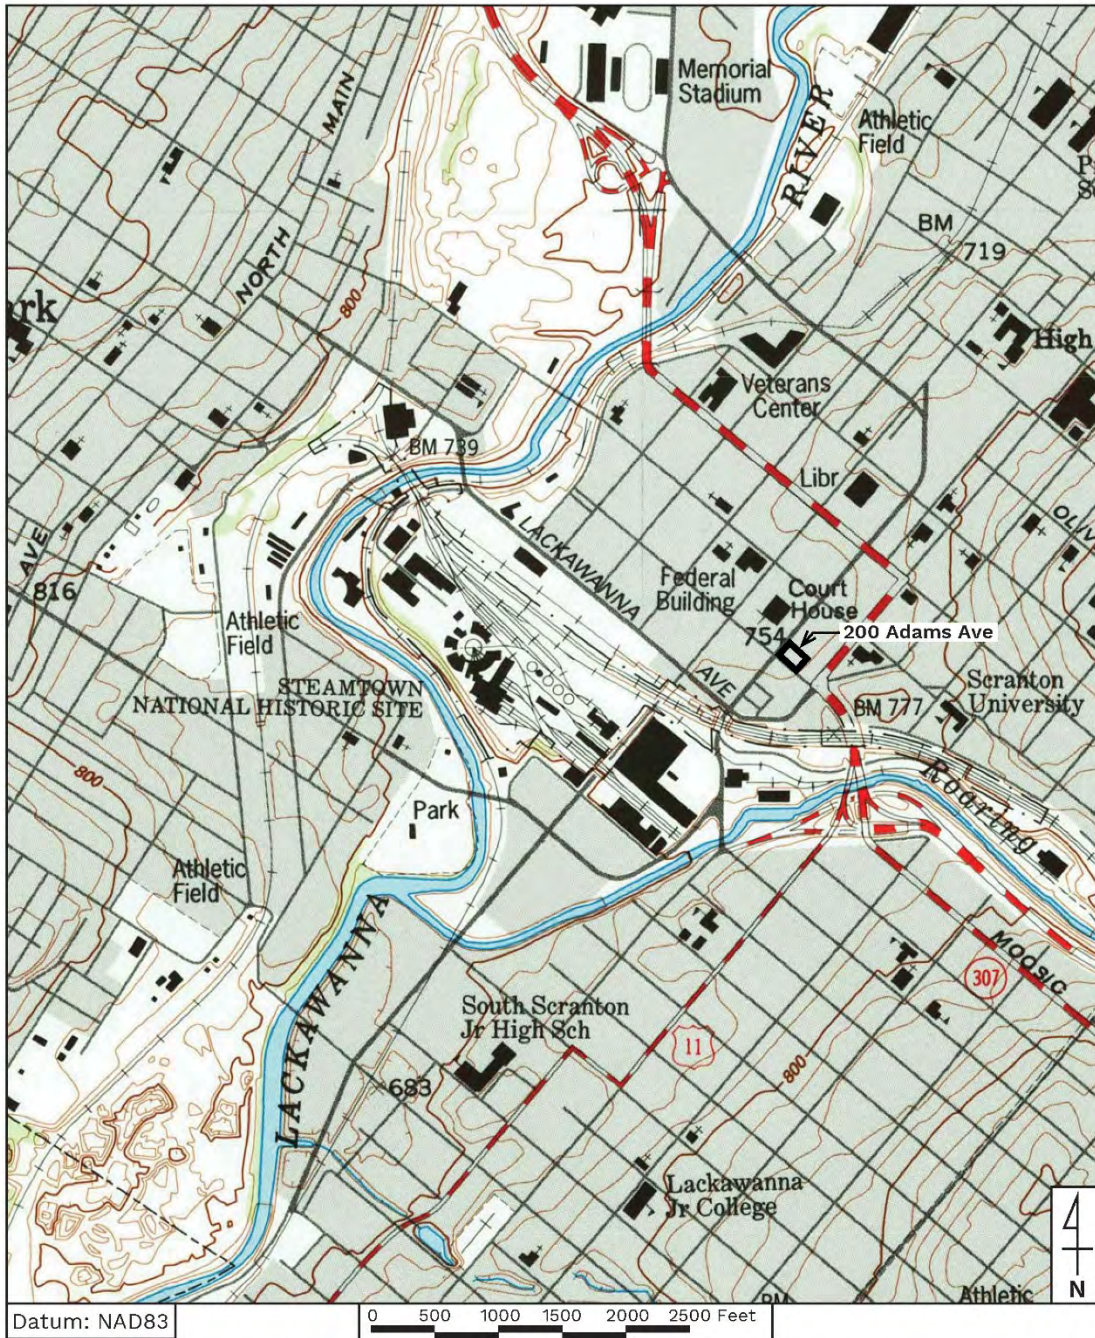 Memorial
Stadium
MAIN
RIVER
Athletic
Field
BM
719
NORTH
800
rk
High
Veterans
Center
BM 739
Libr
LACKAWANNA
OLIV
AVE
816
Federal
Building
Court
House
Athletic
Field
754
200 Adams Ave
STEAMTOWN
NATIONAL HISTORIC SITE
AVE
Scranton
University
BM 777
800
Roaring
Park
Athletic
Field
LACKAWANNA
MOOSIC
307
South Scranton
Jr High Sch
11
683
800
Lackawanna
Jr College
Athletic
N
Datum: NAD83
0 500 1000 1500 2000 2500 Feet